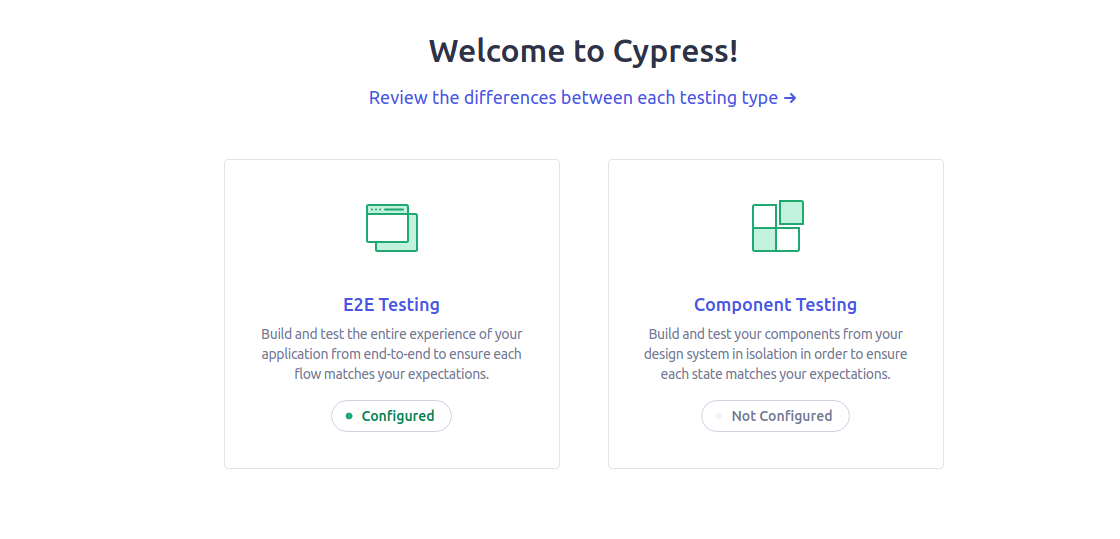 Welcome to Cypress!
Review the differences between each testing type →
E2E Testing
Build and test the entire experience of your
application from end-to-end to ensure each
flow matches your expectations.
Configured
Component Testing
Build and test your components from your
design system in isolation in order to ensure
each state matches your expectations.
Not Configured